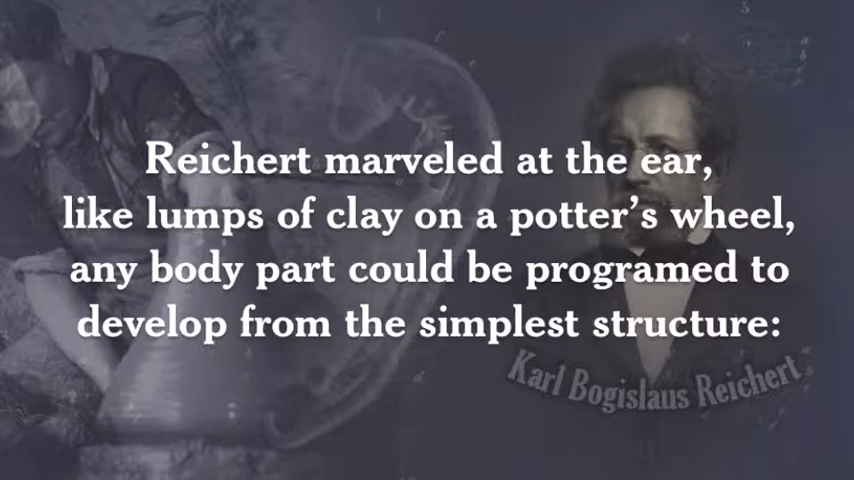 Reichert marveled at the ear,
like lumps of clay on a potter’s wheel,
any body part could be programed to
develop from the simplest structure:
Karl Bogislaus Reichert